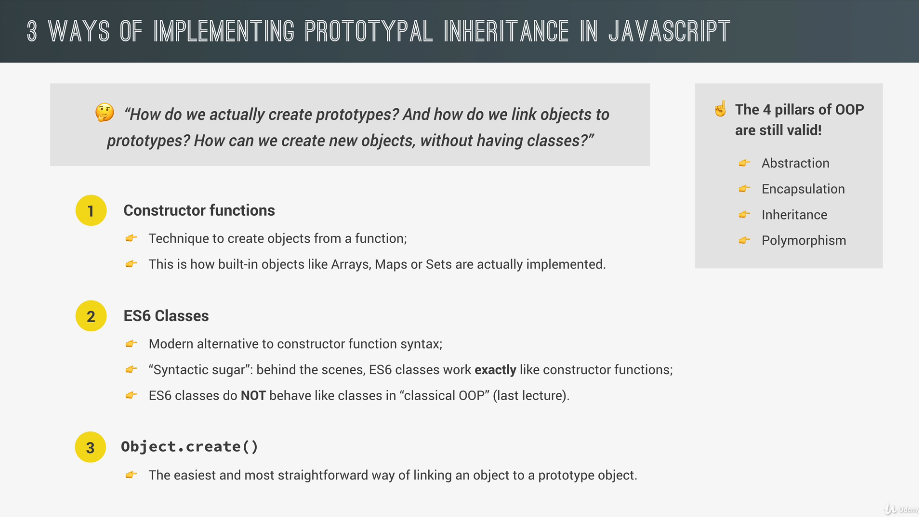 3 WAYS OF IMPLEMENTING PROTOTYPAL INHERITANCE IN JAVASCRIPT
🤔 “How do we actually create prototypes? And how do we link objects to
prototypes? How can we create new objects, without having classes?”
☝️ The 4 pillars of OOP
are still valid!
👉 Abstraction
👉 Encapsulation
👉 Inheritance
👉 Polymorphism
1 Constructor functions
👉 Technique to create objects from a function;
👉 This is how built-in objects like Arrays, Maps or Sets are actually implemented.
2 ES6 Classes
👉 Modern alternative to constructor function syntax;
👉 “Syntactic sugar”: behind the scenes, ES6 classes work exactly like constructor functions;
👉 ES6 classes do NOT behave like classes in “classical OOP” (last lecture).
3 Object.create()
👉 The easiest and most straightforward way of linking an object to a prototype object.
Udemy